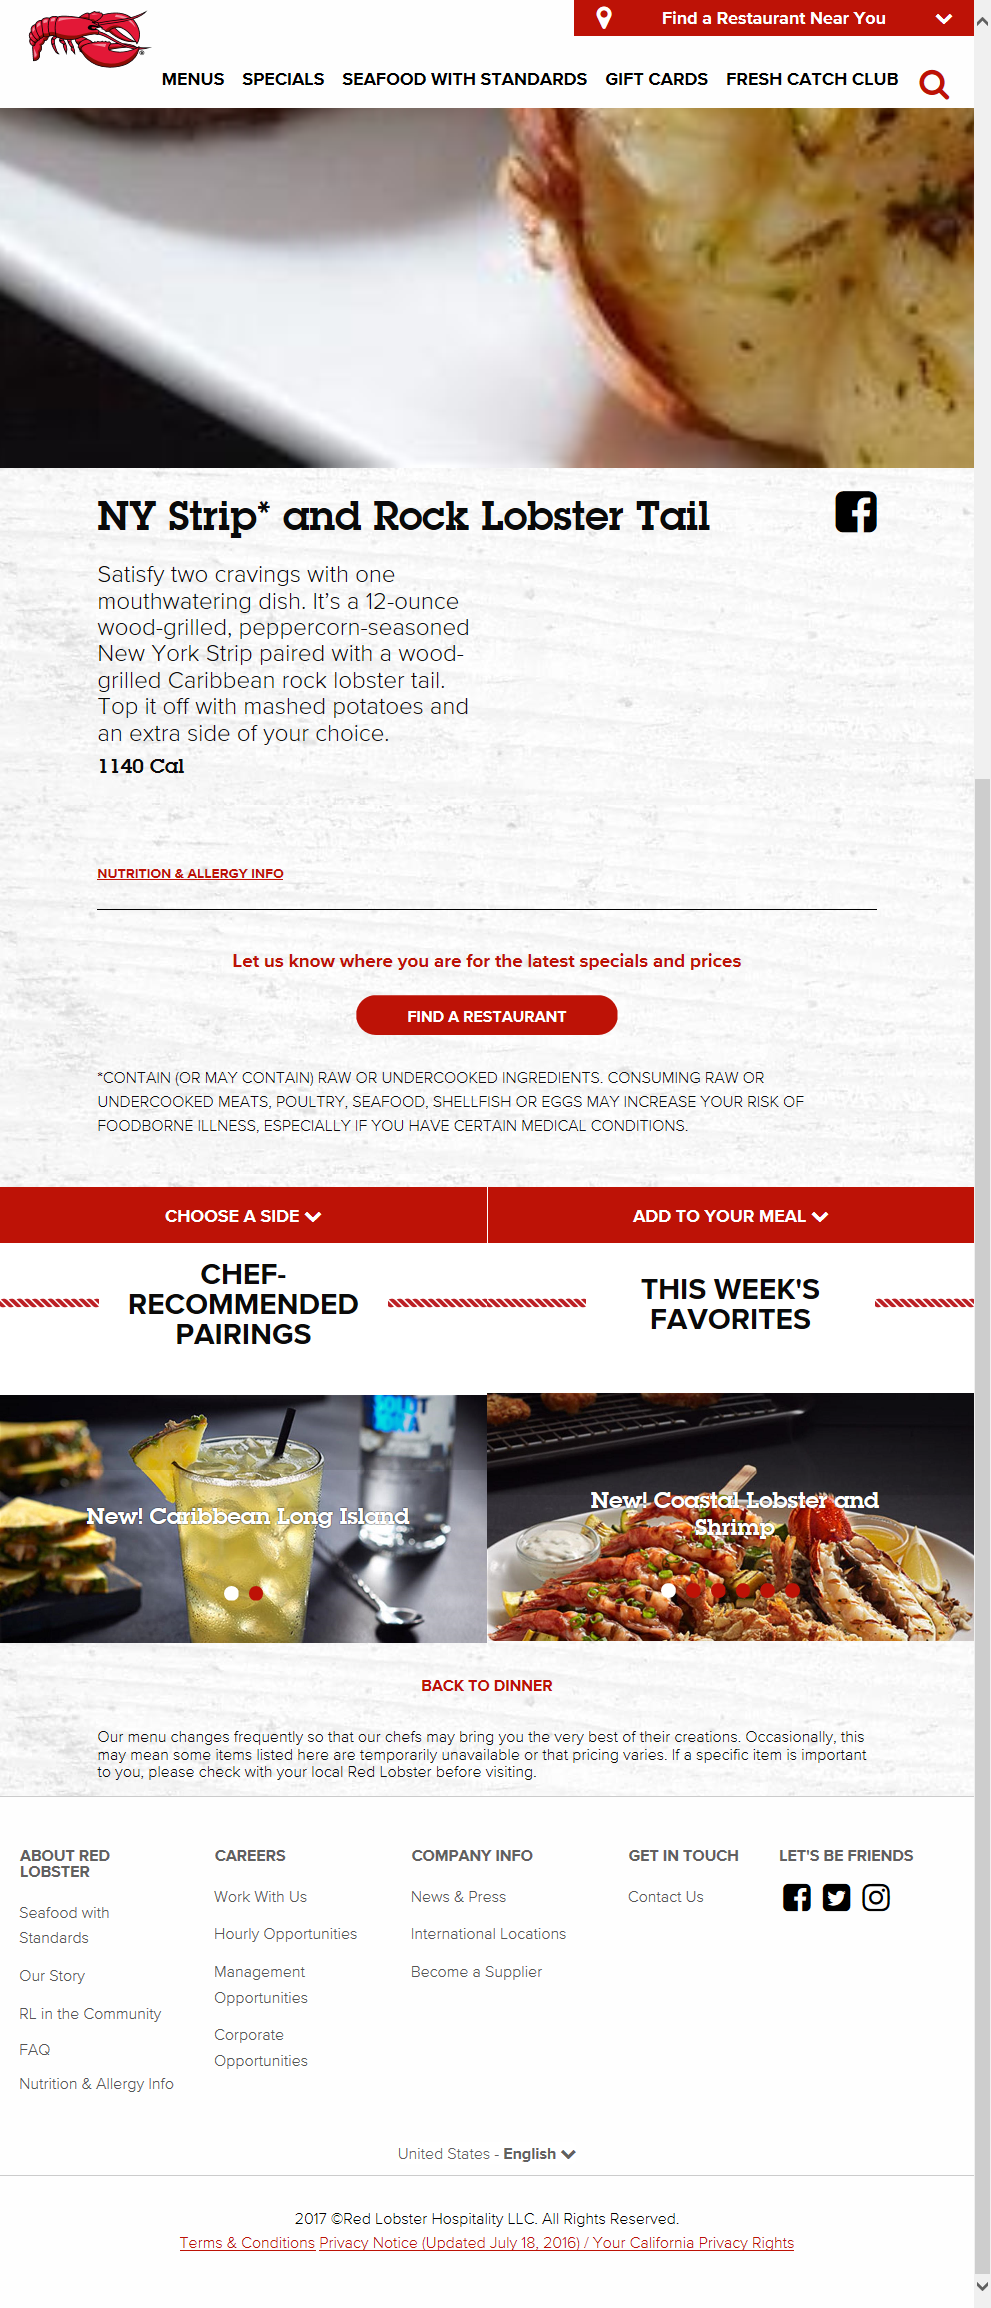 Find a Restaurant Near You
MENUS SPECIALS SEAFOOD WITH STANDARDS GIFT CARDS FRESH CATCH CLUB
NY Strip* and Rock Lobster Tail
Satisfy two cravings with one
mouthwatering dish. It's a 12-ounce
wood-grilled, peppercorn-seasoned
New York Strip paired with a wood-
grilled Caribbean rock lobster tail.
Top it off with mashed potatoes and
an extra side of your choice.
1140 Cal
NUTRITION & ALLERGY INFO
Let us know where you are for the latest specials and prices
FIND A RESTAURANT
*CONTAIN (OR MAY CONTAIN) RAW OR UNDERCOOKED INGREDIENTS. CONSUMING RAW OR
UNDERCOOKED MEATS, POULTRY, SEAFOOD, SHELLFISH OR EGGS MAY INCREASE YOUR RISK OF
FOODBORNE ILLNESS, ESPECIALLY IF YOU HAVE CERTAIN MEDICAL CONDITIONS.
CHOOSE A SIDE
ADD TO YOUR MEAL
CHEF-
RECOMMENDED
PAIRINGS
THIS WEEK'S
FAVORITES
New! Caribbean Long Island
New! Coastal Lobster and
Shrimp
BACK TO DINNER
Our menu changes frequently so that our chefs may bring you the very best of their creations. Occasionally, this
may mean some items listed here are temporarily unavailable or that pricing varies. If a specific item is important
to you, please check with your local Red Lobster before visiting.
ABOUT RED
LOBSTER
Seafood with
Standards
Our Story
RL in the Community
FAQ
Nutrition & Allergy Info
CAREERS
Work With Us
Hourly Opportunities
Management
Opportunities
Corporate
Opportunities
COMPANY INFO
News & Press
International Locations
Become a Supplier
GET IN TOUCH
Contact Us
LET'S BE FRIENDS
United States - English
2017 ©Red Lobster Hospitality LLC. All Rights Reserved.
Terms & Conditions Privacy Notice (Updated July 18, 2016) / Your California Privacy Rights